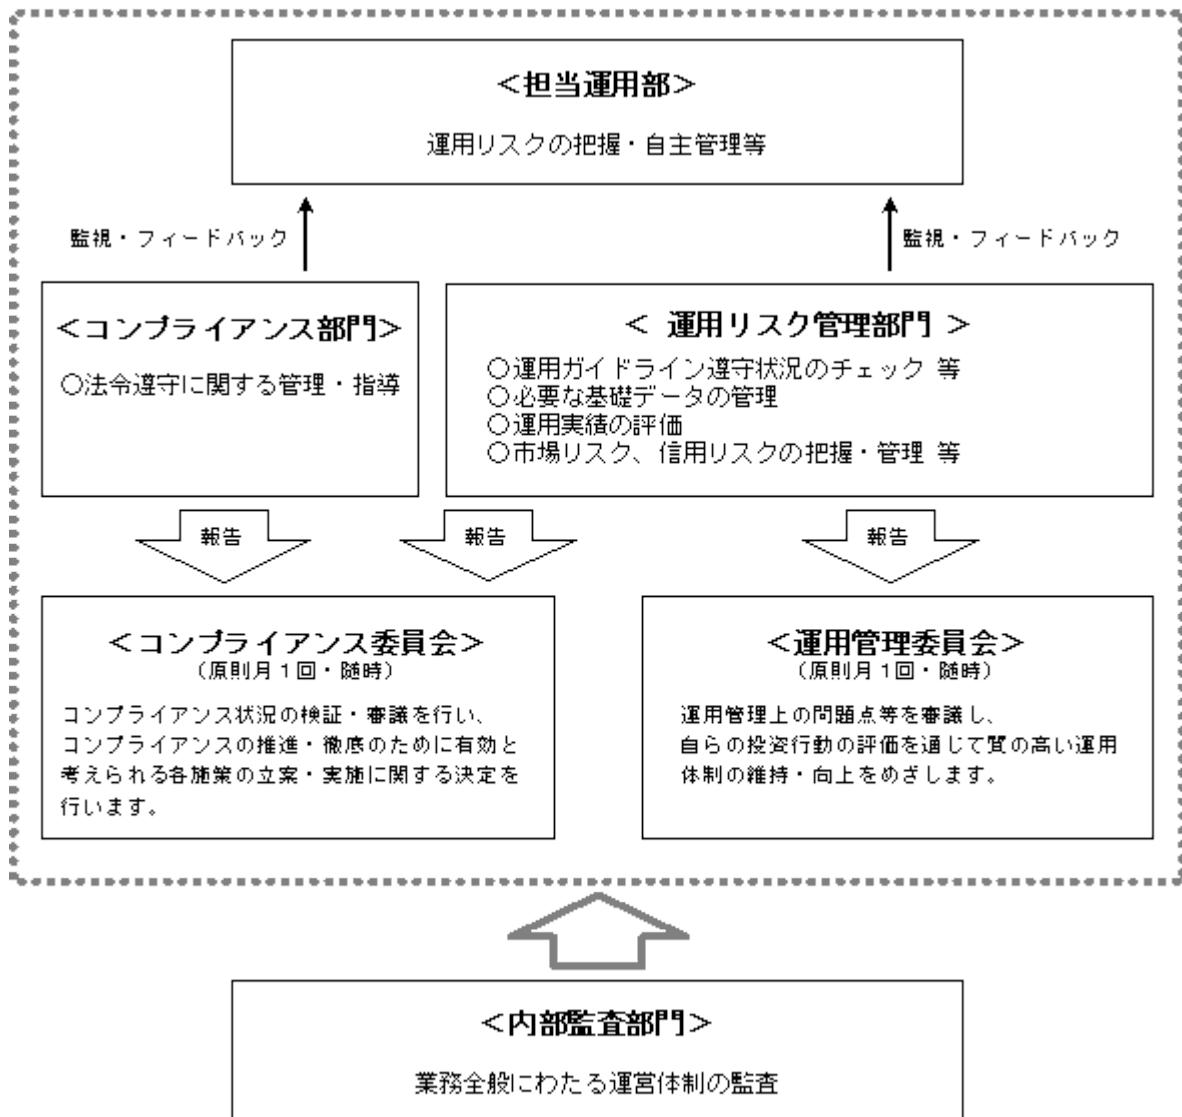 <担当運用部>
運用リスクの把握・自主管理等
監視・フィードバック
監視・フィードバック
<コンプライアンス部門>
○法令遵守に関する管理・指導
< 運用リスク管理部門 >
○運用ガイドライン遵守状況のチェック 等
○必要な基礎データの管理
○運用実績の評価
○市場リスク、信用リスクの把握・管理 等
報告
報告
報告
<コンプライアンス委員会>
(原則月1回・随時)
コンプライアンス状況の検証・審議を行い、
コンプライアンスの推進・徹底のために有効と
考えられる各施策の立案・実施に関する決定を
行います。
<運用管理委員会>
(原則月1回・随時)
運用管理上の問題点等を審議し、
自らの投資行動の評価を通じて質の高い運用
体制の維持・向上をめざします。
<内部監査部門>
業務全般にわたる運営体制の監査